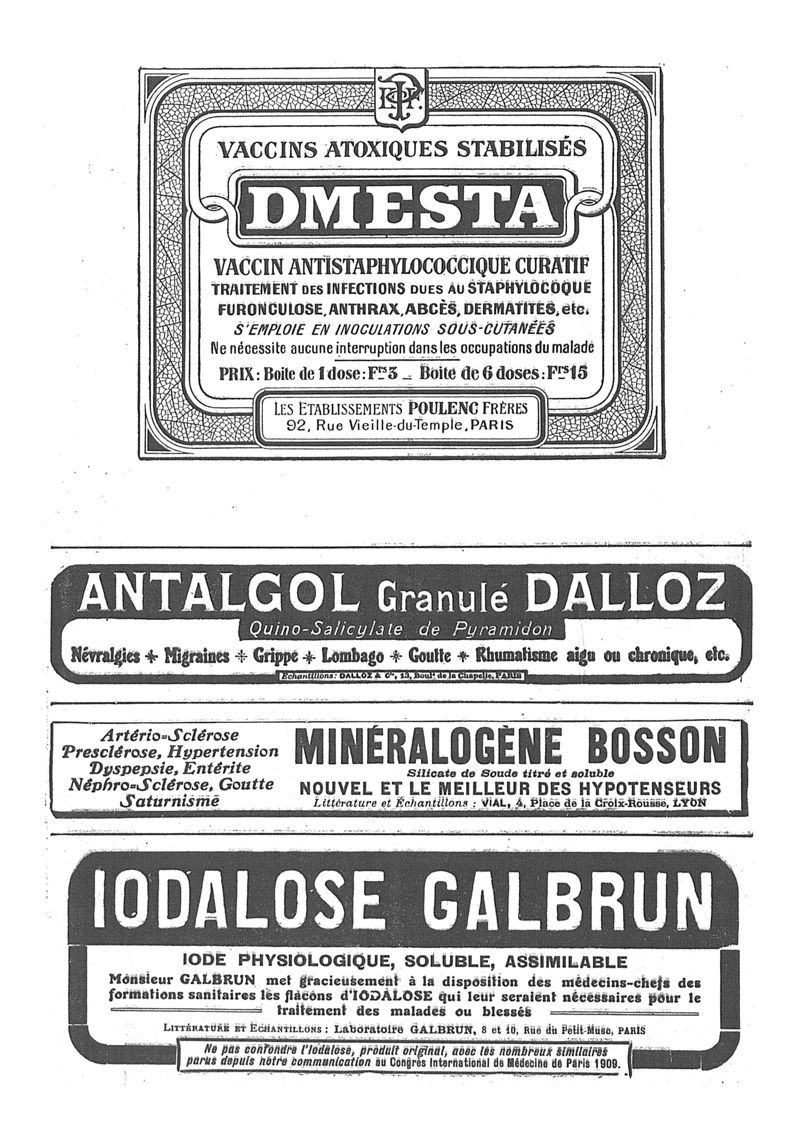 VACCINS ATOXIQUES STABILISÉS
DMESTA
VACCIN ANTISTAPHYLOCOCCIQUE CURATIF
TRAITEMENT DES INFECTIONS DUES AU STAPHYLOCOQUE
FURONCULOSE, ANTHRAX, ABCÈS, DERMATITES, etc.
S'EMPLOIE EN INOCULATIONS SOUS-CUTANÉES
Ne nécessite aucune interruption dans les occupations du malade
PRIX: Boite de 1 dose: Frs 3 _ Boite de 6 doses: Frs 15
LES ETABLISSEMENTS POULENC FRÈRES
92, Rue Vieille-du-Temple, PARIS
ANTALGOL Granulé DALLOZ
Quino-Salicylate de Pyramidon
Névralgies + Migraines + Grippe + Lombago + Goutte + Rhumatisme aigu ou chronique, etc.
Échantillons: DALLOZ & Cie, 13, Boulᵈ de la Chapelle, PARIS
Artério=Sclérose
Presclérose, Hypertension
Dyspepsie, Entérite
Néphro=Sclérose, Goutte
Saturnisme
MINÉRALOGÈNE BOSSON
Silicate de Soude titré et soluble
NOUVEL ET LE MEILLEUR DES HYPOTENSEURS
Littérature et Échantillons : VIAL, 4, Place de la Croix-Rousse, LYON
IODALOSE GALBRUN
IODE PHYSIOLOGIQUE, SOLUBLE, ASSIMILABLE
Monsieur GALBRUN met gracieusement à la disposition des médecins-chefs des
formations sanitaires les flacons d'IODALOSE qui leur seraient nécessaires pour le
traitement des malades ou blessés
LITTÉRATURE ET ÉCHANTILLONS : Laboratoire GALBRUN, 8 et 10, Rue du Petit-Musc, PARIS
Ne pas confondre l'Iodalose, produit original, avec les nombreux similaires
parus depuis notre communication au Congrès International de Médecine de Paris 1909.